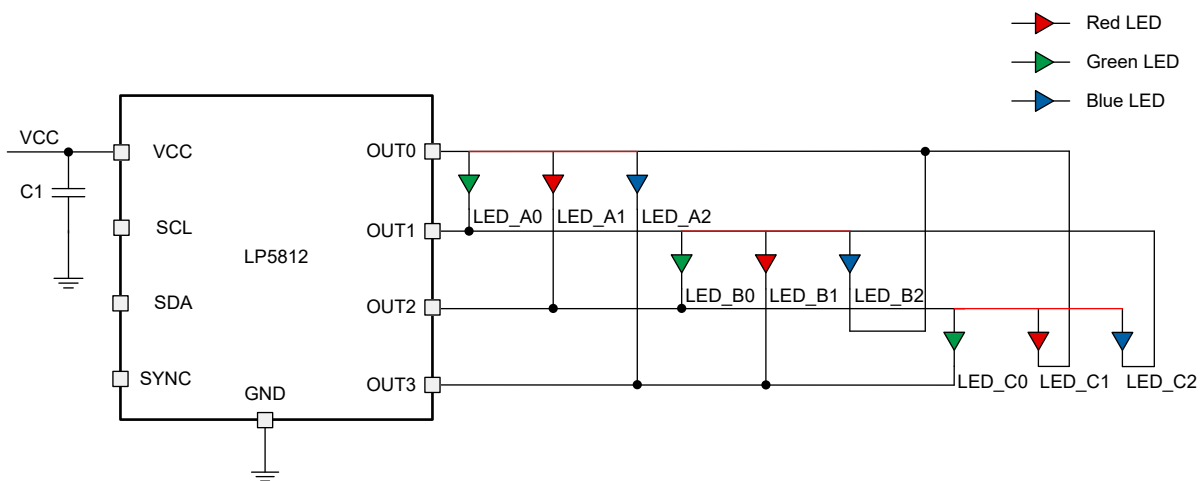 Red LED
Green LED
Blue LED
VCC
C1
VCC
SCL
SDA
SYNC
LP5812
GND
OUT0
OUT1
OUT2
OUT3
LED_A0
LED_A1
LED_A2
LED_B0
LED_B1
LED_B2
LED_C0
LED_C1
LED_C2